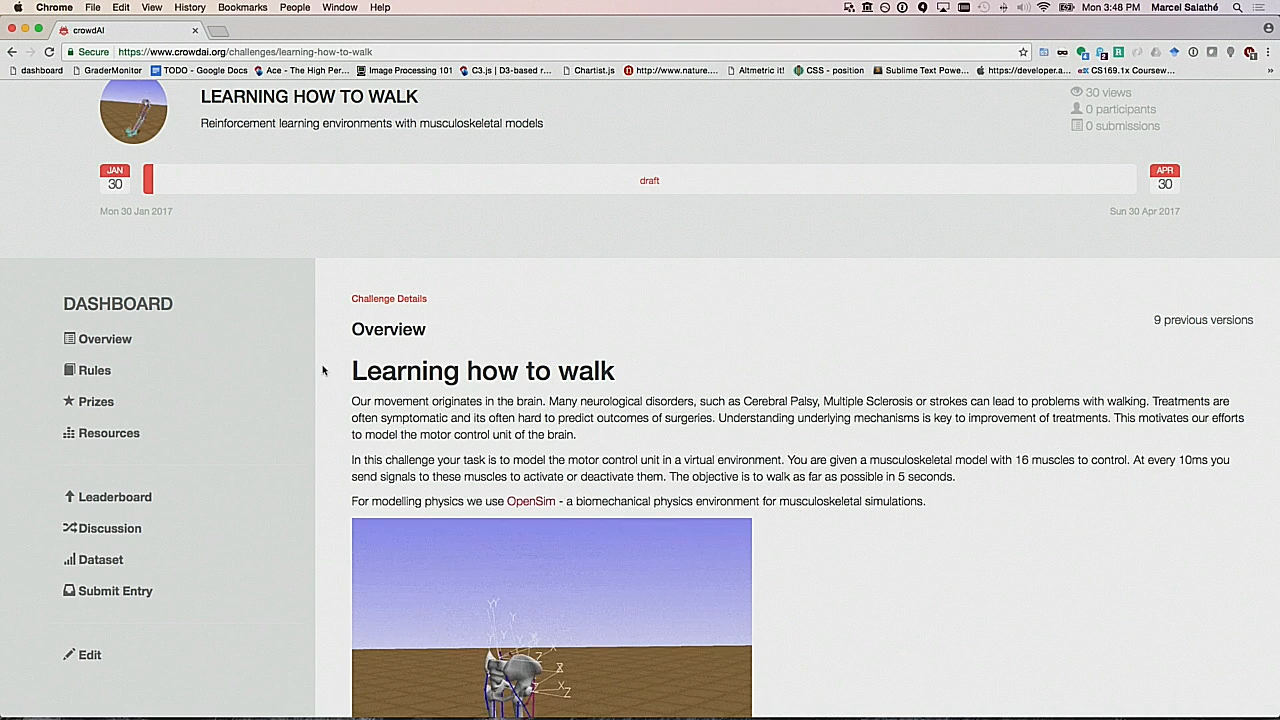 Chrome File Edit View History Bookmarks People Window Help Mon 3:48 PM Marcel Salathé
crowdAI
Secure https://www.crowdai.org/challenges/learning-how-to-walk
dashboard GraderMonitor TODO - Google Docs Ace - The High Per... Image Processing 101 C3.js | D3-based r... Chartist.js http://www.nature.... Altmetric it! CSS - position Sublime Text Powe... https://developer.a... CS169.1x Coursew...
LEARNING HOW TO WALK
Reinforcement learning environments with musculoskeletal models
30 views
0 participants
0 submissions
JAN
30
draft
APR
30
Mon 30 Jan 2017
Sun 30 Apr 2017
DASHBOARD
Overview
Rules
Prizes
Resources
Leaderboard
Discussion
Dataset
Submit Entry
Edit
Challenge Details
Overview
9 previous versions
Learning how to walk
Our movement originates in the brain. Many neurological disorders, such as Cerebral Palsy, Multiple Sclerosis or strokes can lead to problems with walking. Treatments are
often symptomatic and its often hard to predict outcomes of surgeries. Understanding underlying mechanisms is key to improvement of treatments. This motivates our efforts
to model the motor control unit of the brain.
In this challenge your task is to model the motor control unit in a virtual environment. You are given a musculoskeletal model with 16 muscles to control. At every 10ms you
send signals to these muscles to activate or deactivate them. The objective is to walk as far as possible in 5 seconds.
For modelling physics we use OpenSim - a biomechanical physics environment for musculoskeletal simulations.